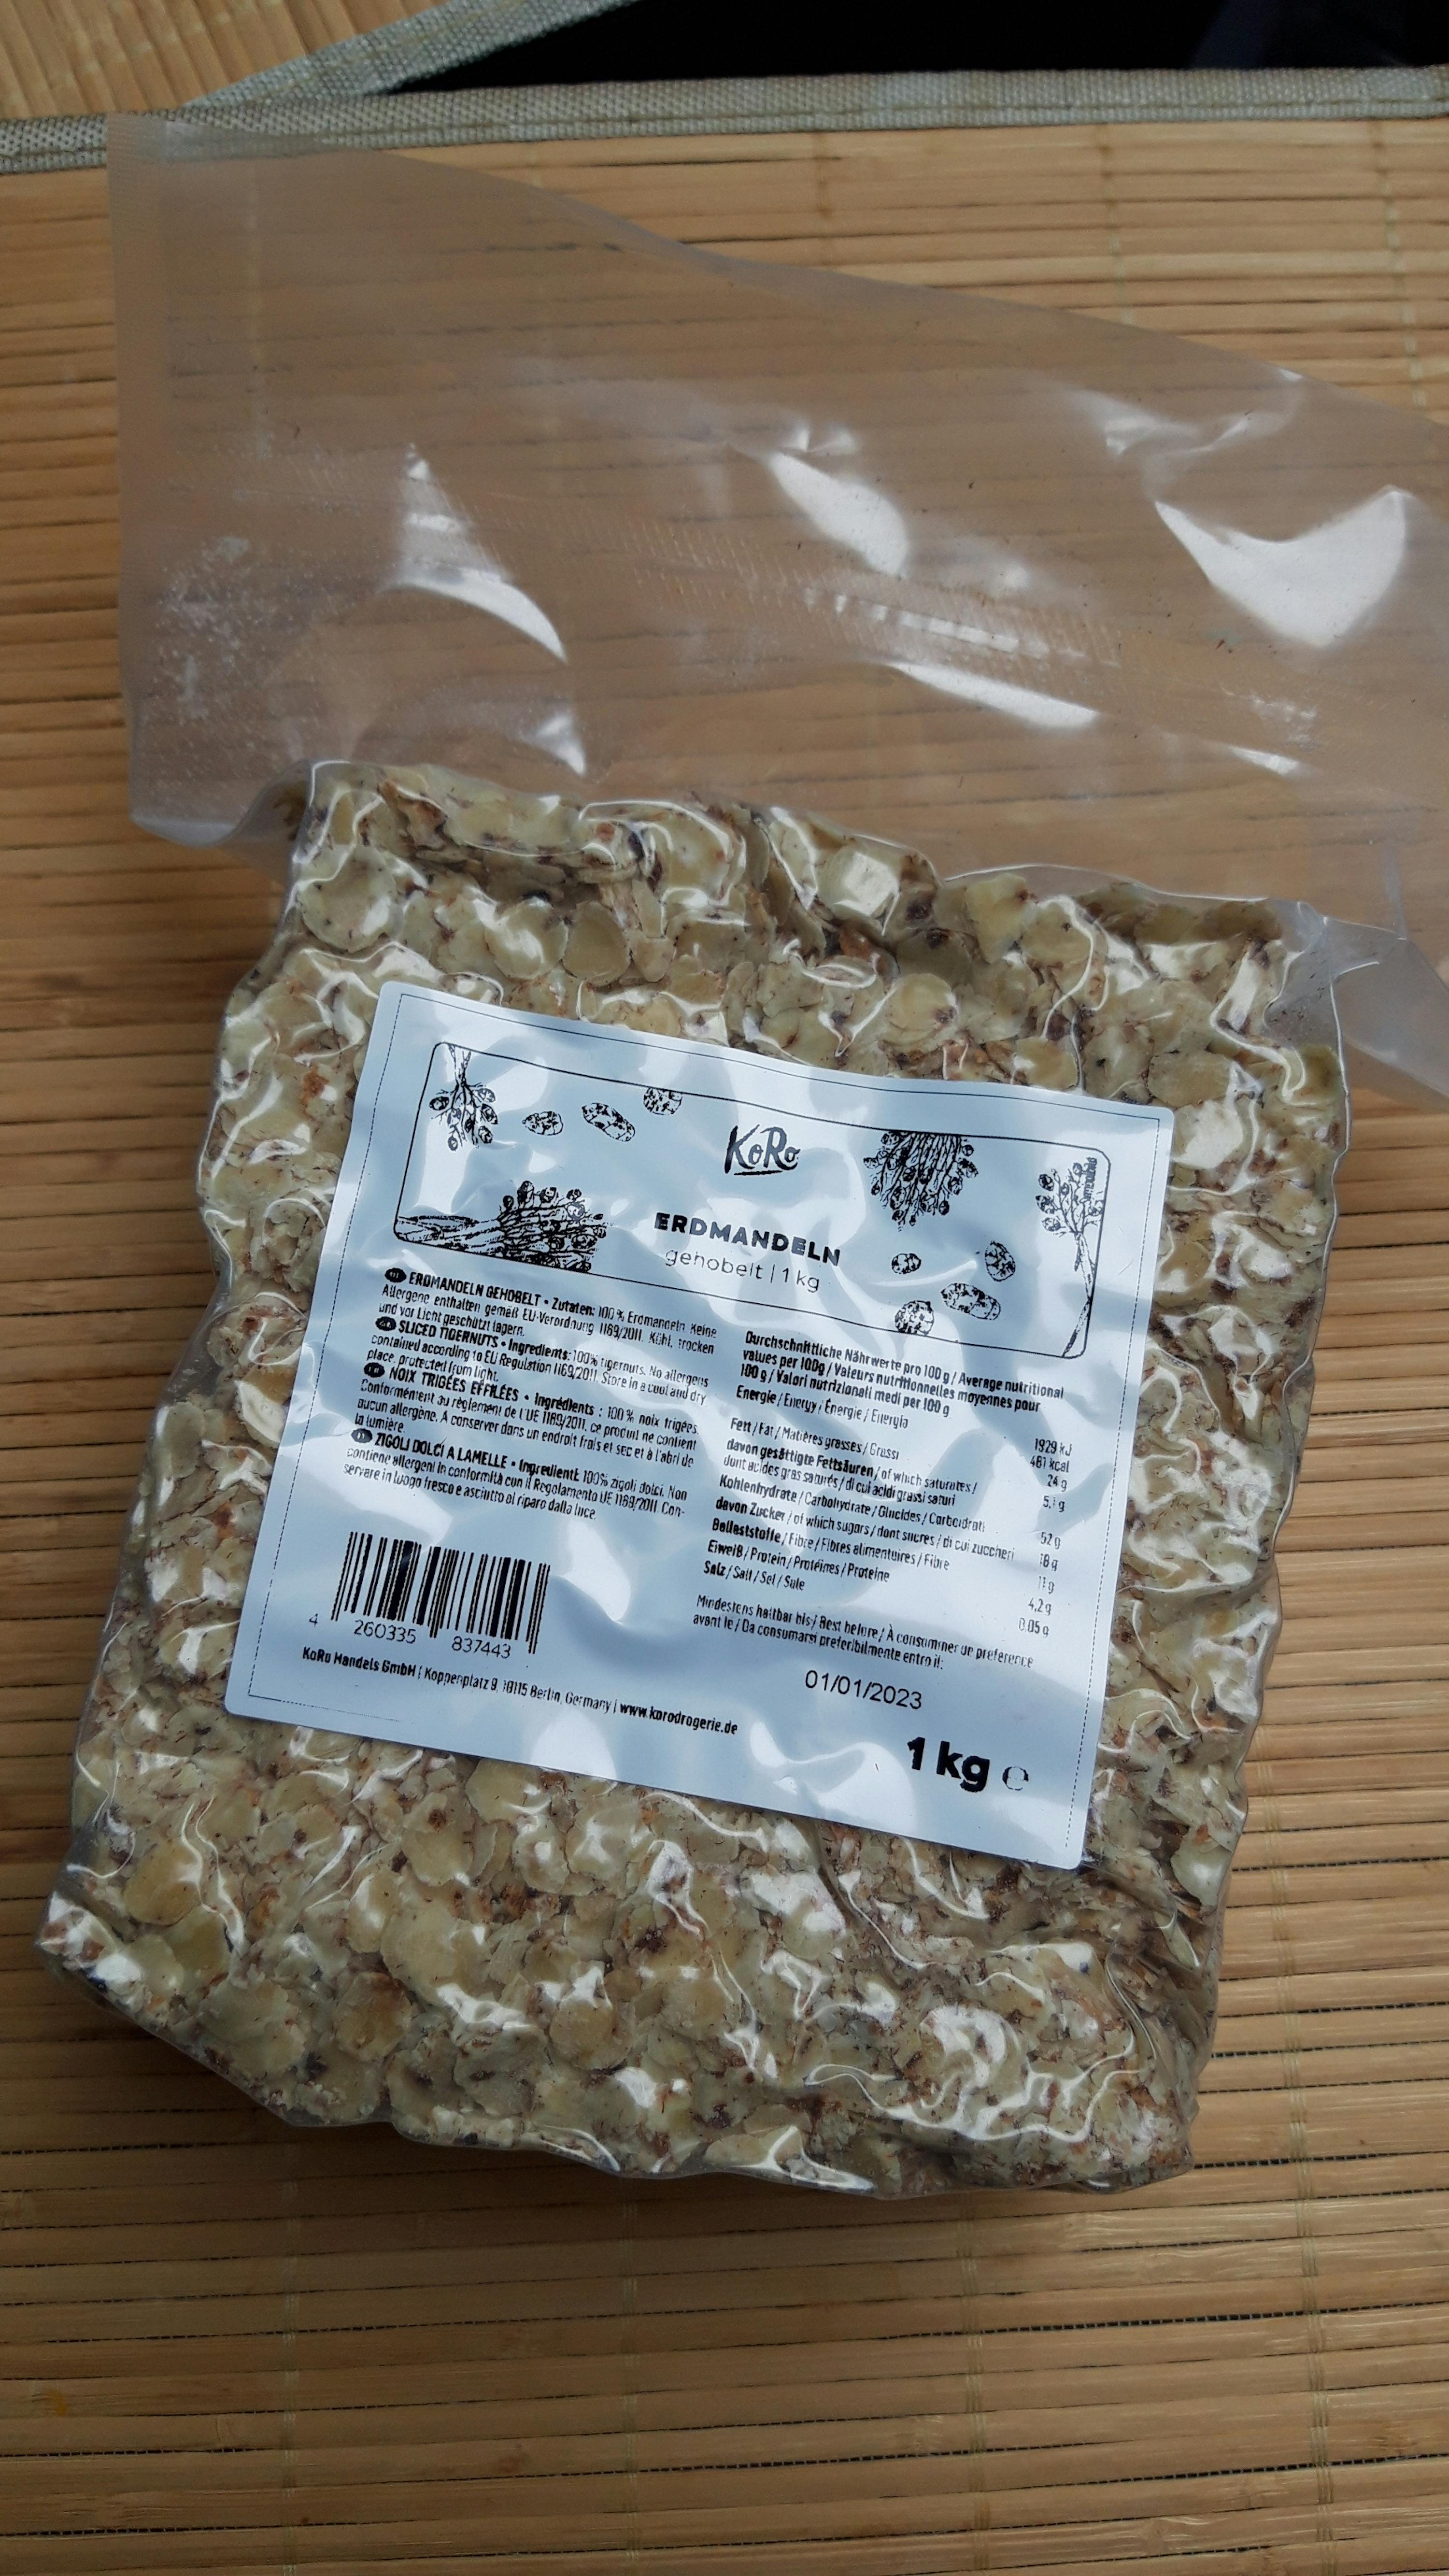 KoRo
ERDMANDELN
gehobelt | 1 kg
ERDMANDELN GEHOBELT • Zutaten: 100 % Erdmandeln. Keine
Allergene enthalten gemäß EU-Verordnung 1169/2011. Kühl, trocken
und vor Licht geschützt lagern.
SLICED TIGERNUTS • Ingredients: 100% tigernuts. No allergens
contained according to EU Regulation 1169/2011. Store in a cool and dry
place, protected from light.
NOIX TRIGÉES EFFILÉES • Ingrédients : 100 % noix trigées.
Conformément au règlement de l'UE 1169/2011, ce produit ne contient
aucun allergène. À conserver dans un endroit frais et sec et à l'abri de
la lumière.
ZIGOLI DOLCI A LAMELLE • Ingredienti: 100% zigoli dolci. Non
contiene allergeni in conformità con il Regolamento UE 1169/2011. Con-
servare in luogo fresco e asciutto al riparo dalla luce.
4 260335 837443
KoRo Handels GmbH | Koppenplatz 9, 10115 Berlin, Germany | www.korodrogerie.de
Durchschnittliche Nährwerte pro 100 g / Average nutritional
values per 100g / Valeurs nutritionnelles moyennes pour
100 g / Valori nutrizionali medi per 100 g
Energie / Energy / Énergie / Energia 1929 kJ
461 kcal
Fett / Fat / Matières grasses / Grassi 24 g
davon gesättigte Fettsäuren / of which saturates /
dont acides gras saturés / di cui acidi grassi saturi 5,1 g
Kohlenhydrate / Carbohydrate / Glucides / Carboidrati 52 g
davon Zucker / of which sugars / dont sucres / di cui zuccheri 18 g
Ballaststoffe / Fibre / Fibres alimentaires / Fibre 11 g
Eiweiß / Protein / Protéines / Proteine 4,2 g
Salz / Salt / Sel / Sale 0,05 g
Mindestens haltbar bis / Best before / À consommer de préférence
avant le / Da consumarsi preferibilmente entro il:
01/01/2023
1 kg e